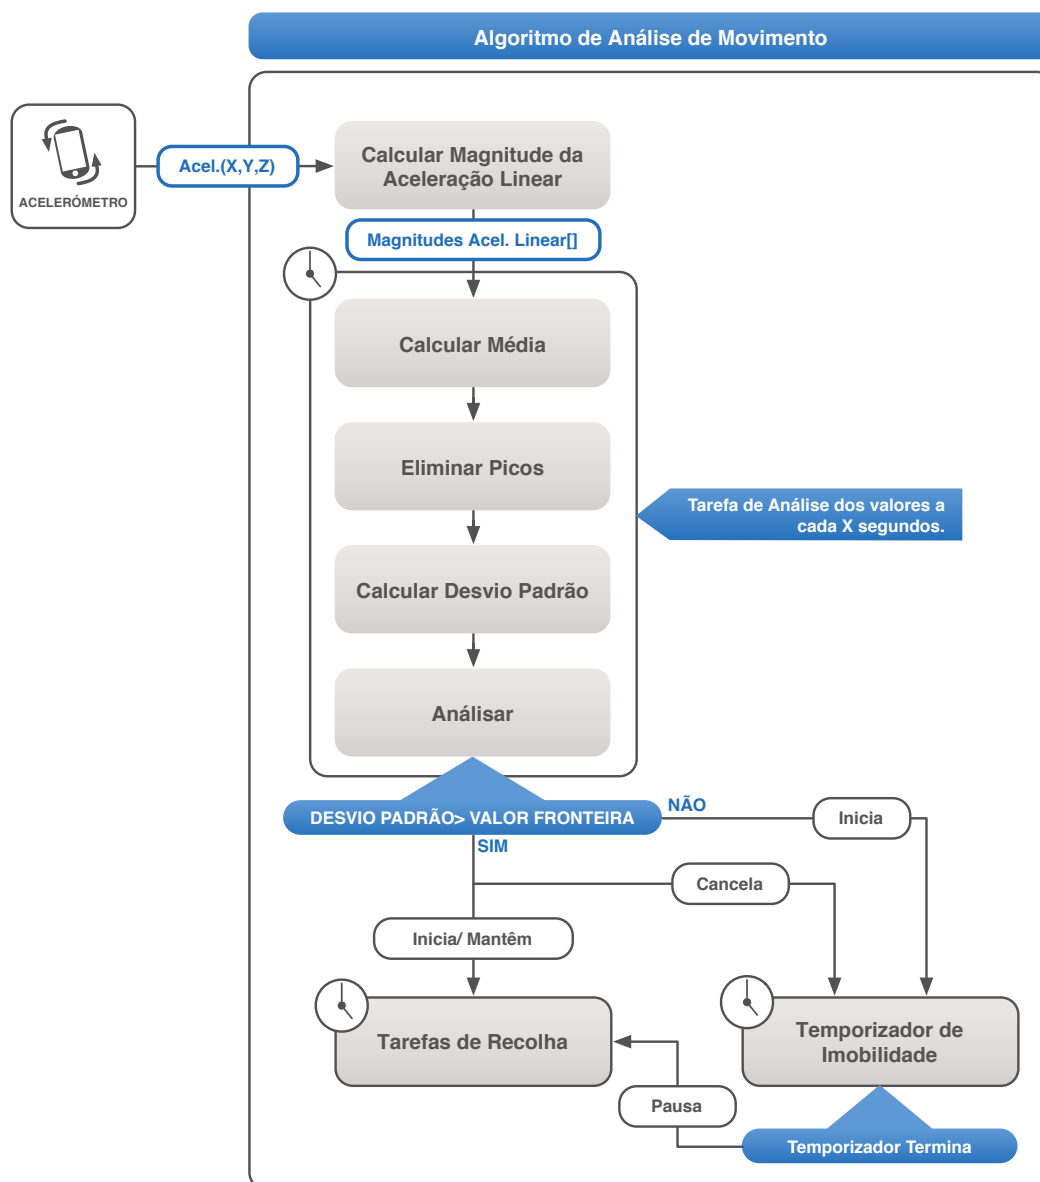 Algoritmo de Análise de Movimento
ACELERÓMETRO
Acel.(X,Y,Z)
Calcular Magnitude da
Aceleração Linear
Magnitudes Acel. Linear[]
Calcular Média
Eliminar Picos
Tarefa de Análise dos valores a
cada X segundos.
Calcular Desvio Padrão
Análisar
DESVIO PADRÃO> VALOR FRONTEIRA
NÃO
Inicia
SIM
Cancela
Inicia/ Mantêm
Tarefas de Recolha
Temporizador de
Imobilidade
Pausa
Temporizador Termina